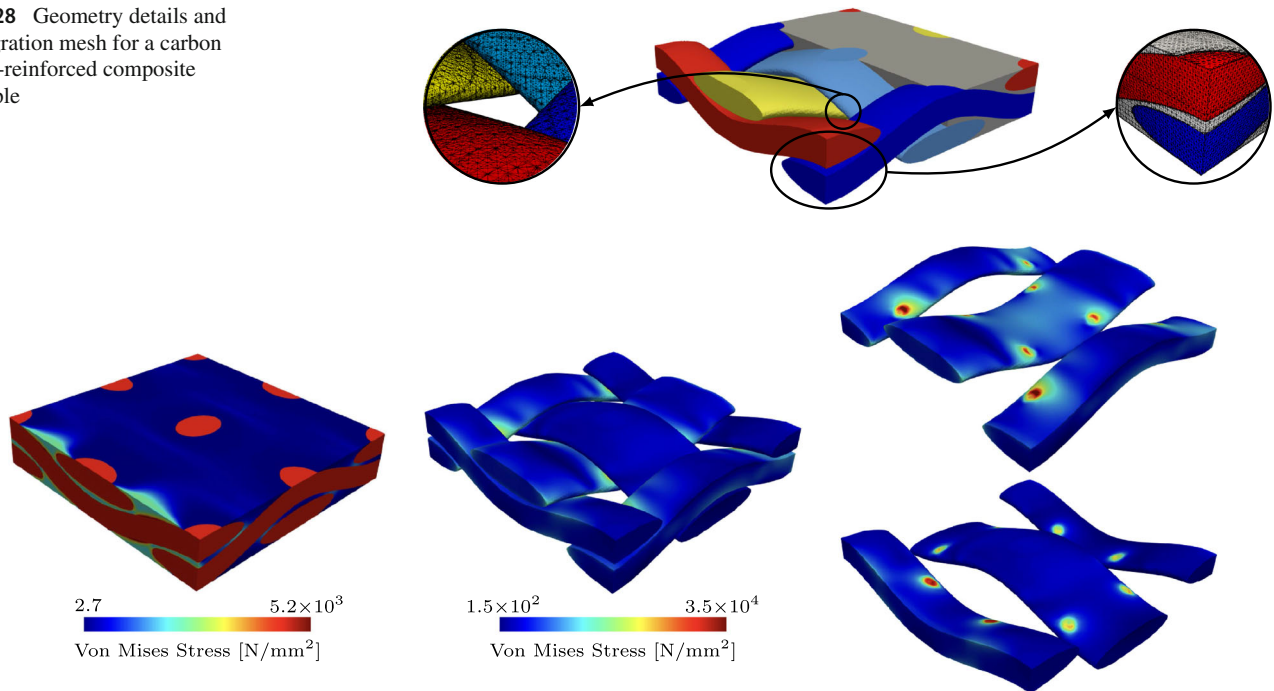 28 Geometry details and
ration mesh for a carbon
-reinforced composite
ple
2.7
5.2×10³
Von Mises Stress [N/mm²]
1.5×10²
3.5×10⁴
Von Mises Stress [N/mm²]